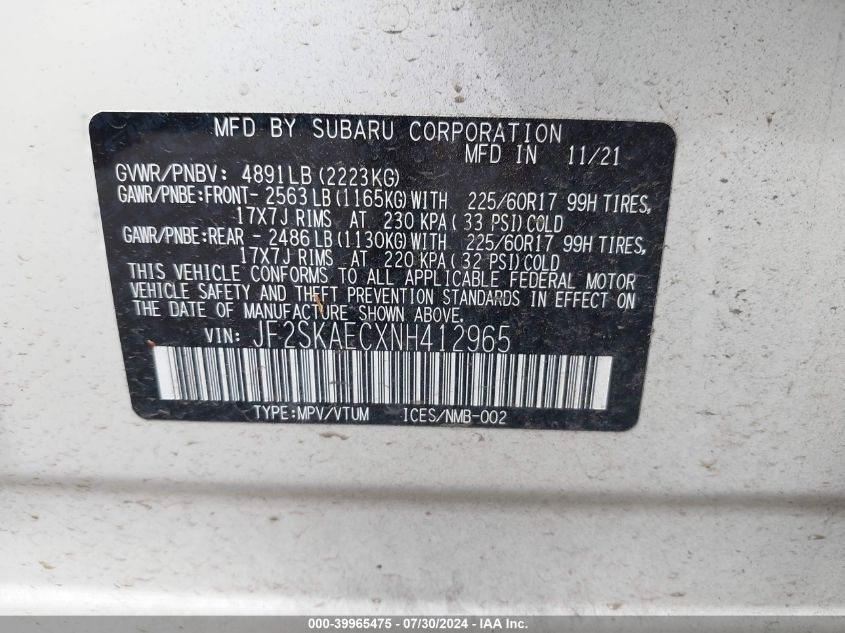 MFD BY SUBARU CORPORATION
MFD IN 11/21
GVWR/PNBV: 4891LB(2223KG)
GAWR/PNBE:FRONT- 2563LB(1165KG)WITH 225/60R17 99H TIRES,
17X7J RIMS AT 230 KPA( 33 PSI)COLD
GAWR/PNBE:REAR - 2486LB(1130KG)WITH 225/60R17 99H TIRES,
17X7J RIMS AT 220 KPA( 32 PSI)COLD
THIS VEHICLE CONFORMS TO ALL APPLICABLE FEDERAL MOTOR
VEHICLE SAFETY AND THEFT PREVENTION STANDARDS IN EFFECT ON
THE DATE OF MANUFACTURE SHOWN ABOVE.
VIN: JF2SKAECXNH412965
TYPE:MPV/VTUM ICES/NMB-002
000-39965475 - 07/30/2024 - IAA Inc.